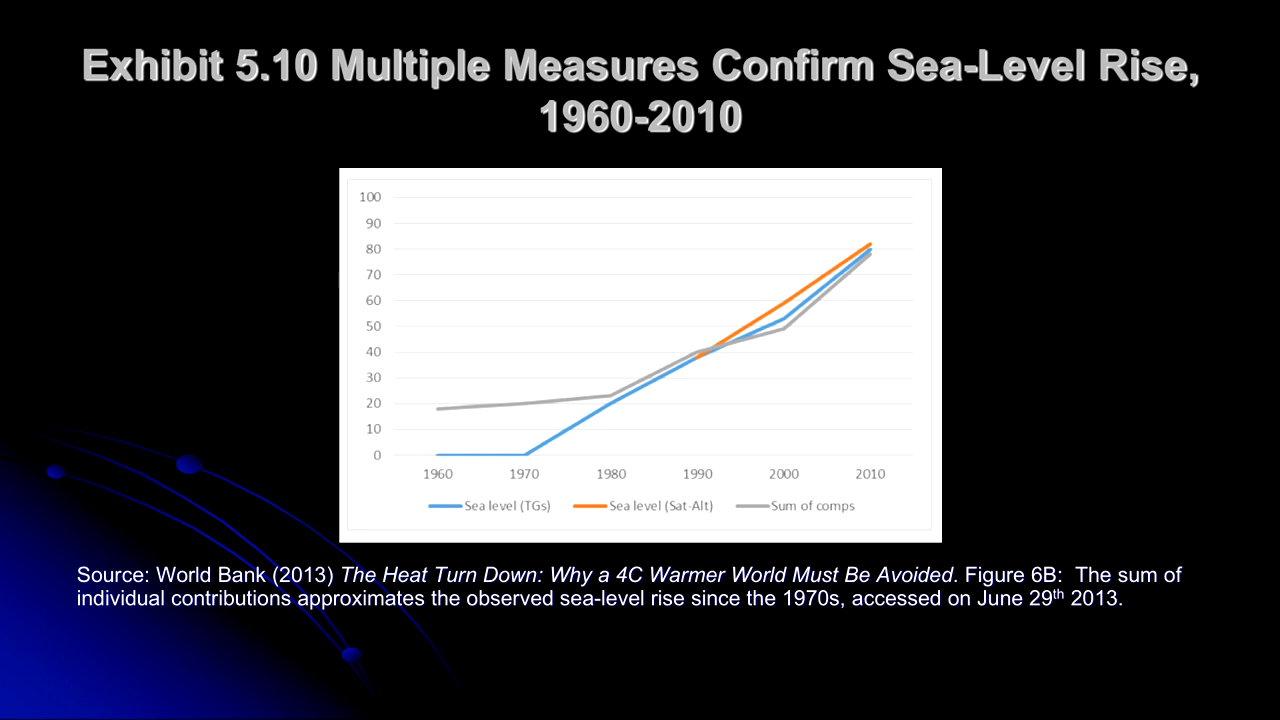 Exhibit 5.10 Multiple Measures Confirm Sea-Level Rise,
1960-2010
100
90
80
70
60
50
40
30
20
10
0
1960 1970 1980 1990 2000 2010
Sea level (TGs) Sea level (Sat-Alt) Sum of comps
Source: World Bank (2013) The Heat Turn Down: Why a 4C Warmer World Must Be Avoided. Figure 6B:  The sum of
individual contributions approximates the observed sea-level rise since the 1970s, accessed on June 29th 2013.